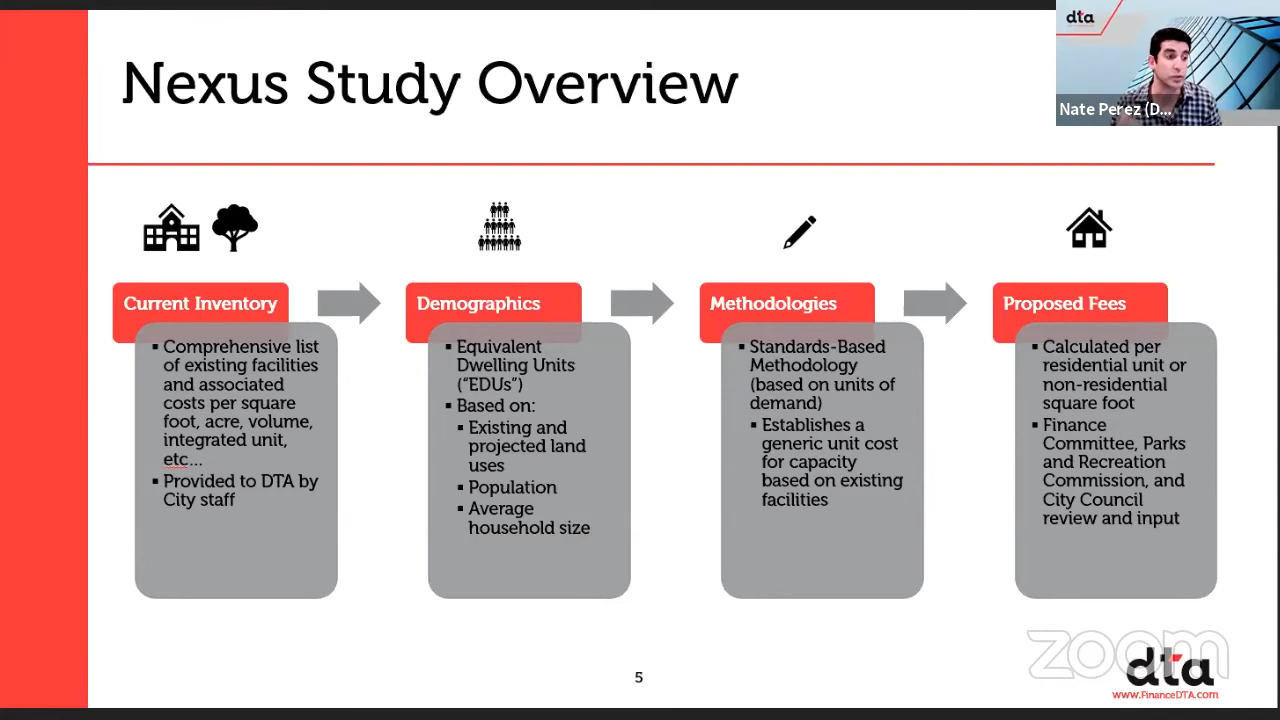 Nexus Study Overview
dta
Nate Perez (D...
Current Inventory
▪ Comprehensive list
of existing facilities
and associated
costs per square
foot, acre, volume,
integrated unit,
etc...
▪ Provided to DTA by
City staff
Demographics
▪ Equivalent
Dwelling Units
("EDUs")
▪ Based on:
▪ Existing and
projected land
uses
▪ Population
▪ Average
household size
Methodologies
▪ Standards-Based
Methodology
(based on units of
demand)
▪ Establishes a
generic unit cost
for capacity
based on existing
facilities
Proposed Fees
▪ Calculated per
residential unit or
non-residential
square foot
▪ Finance
Committee, Parks
and Recreation
Commission, and
City Council
review and input
5
zoom
dta
www.FinanceDTA.com